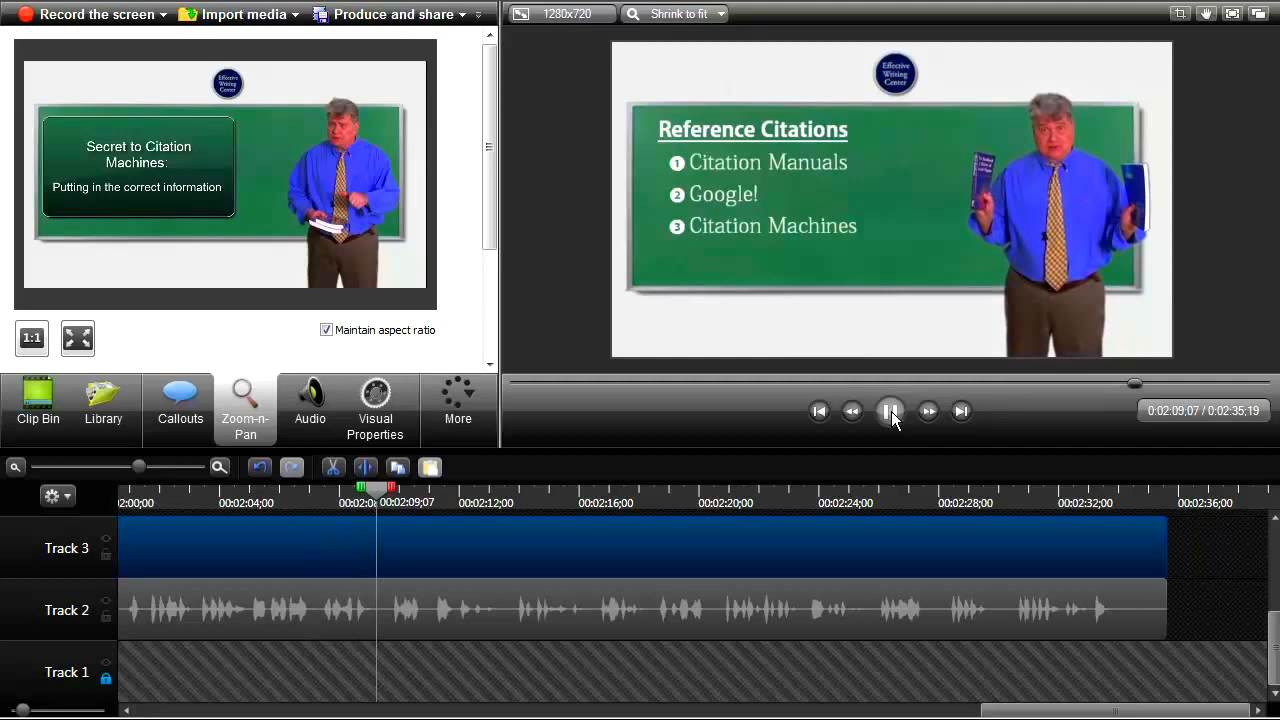 Record the screen
Import media
Produce and share
1280x720
Shrink to fit
Effective
Writing
Center
Secret to Citation
Machines:
Putting in the correct information
Effective
Writing
Center
Reference Citations
1 Citation Manuals
2 Google!
3 Citation Machines
1:1
Maintain aspect ratio
Clip Bin
Library
Callouts
Zoom-n-
Pan
Audio
Visual
Properties
More
0:02:09;07 / 0:02:35;19
2:00;00
00:02:04;00
00:02:0
00:02:09;07
00:02:12;00
00:02:16;00
00:02:20;00
00:02:24;00
00:02:28;00
00:02:32;00
00:02:36;00
Track 3
Track 2
Track 1